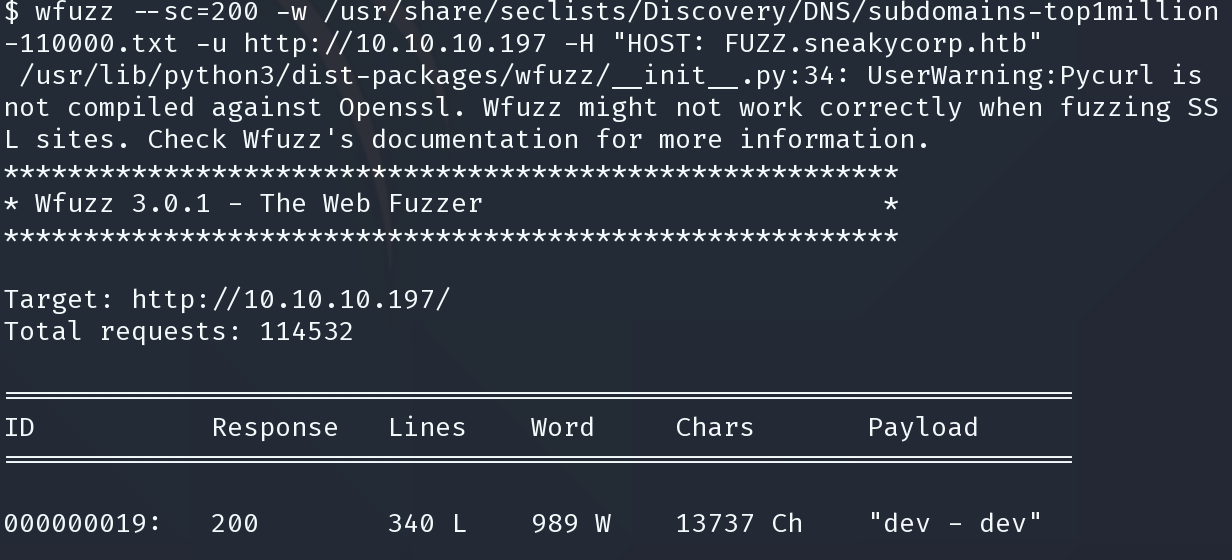 $ wfuzz --sc=200 -w /usr/share/seclists/Discovery/DNS/subdomains-top1million
-110000.txt -u http://10.10.10.197 -H "HOST: FUZZ.sneakycorp.htb"
/usr/lib/python3/dist-packages/wfuzz/__init__.py:34: UserWarning:Pycurl is
not compiled against Openssl. Wfuzz might not work correctly when fuzzing SS
L sites. Check Wfuzz's documentation for more information.
********************************************************
* Wfuzz 3.0.1 - The Web Fuzzer                         *
********************************************************
Target: http://10.10.10.197/
Total requests: 114532
=====================================================================
ID           Response   Lines    Word     Chars       Payload
=====================================================================
000000019:   200        340 L    989 W    13737 Ch    "dev - dev"